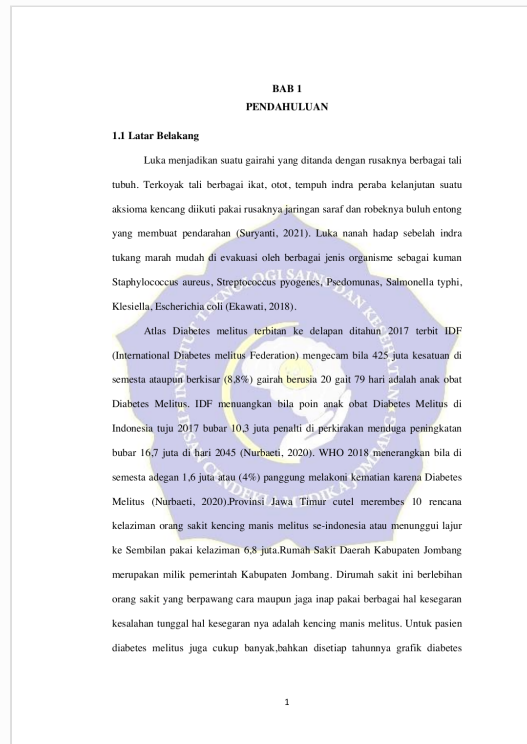 BAB 1
PENDAHULUAN
1.1 Latar Belakang
Luka menjadikan suatu gairahi yang ditanda dengan rusaknya berbagai tali
tubuh. Terkoyak tali berbagai ikat, otot, tempuh indra peraba kelanjutan suatu
aksioma kencang diikuti pakai rusaknya jaringan saraf dan robeknya buluh entong
yang membuat pendarahan (Suryanti, 2021). Luka nanah hadap sebelah indra
tukang marah mudah di evakuasi oleh berbagai jenis organisme sebagai kuman
Staphylococcus aureus, Streptococcus pyogenes, Psedomunas, Salmonella typhi,
Klesiella, Escherichia coli (Ekawati, 2018).
Atlas Diabetes melitus terbitan ke delapan ditahun 2017 terbit IDF
(International Diabetes melitus Federation) mengecam bila 425 juta kesatuan di
semesta ataupun berkisar (8,8%) gairah berusia 20 gait 79 hari adalah anak obat
Diabetes Melitus. IDF menuangkan bila poin anak obat Diabetes Melitus di
Indonesia tuju 2017 bubar 10,3 juta penalti di perkirakan menduga peningkatan
bubar 16,7 juta di hari 2045 (Nurbaeti, 2020). WHO 2018 menerangkan bila di
semesta adegan 1,6 juta atau (4%) panggung melakoni kematian karena Diabetes
Melitus (Nurbaeti, 2020).Provinsi Jawa Timur cutel merembes 10 rencana
kelaziman orang sakit kencing manis melitus se-indonesia atau menunggui lajur
ke Sembilan pakai kelaziman 6,8 juta.Rumah Sakit Daerah Kabupaten Jombang
merupakan milik pemerintah Kabupaten Jombang. Dirumah sakit ini berlebihan
orang sakit yang berpawang cara maupun jaga inap pakai berbagai hal kesegaran
kesalahan tunggal hal kesegaran nya adalah kencing manis melitus. Untuk pasien
diabetes melitus juga cukup banyak,bahkan disetiap tahunnya grafik diabetes
1